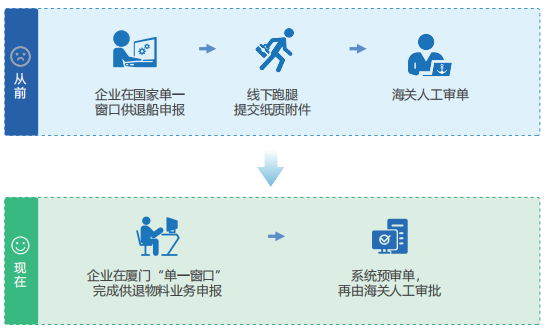 从前
企业在国家单一
窗口供退船申报
线下跑腿
提交纸质附件
海关人工审单
现在
企业在厦门“单一窗口”
完成供退物料业务申报
系统预审单，
再由海关人工审批